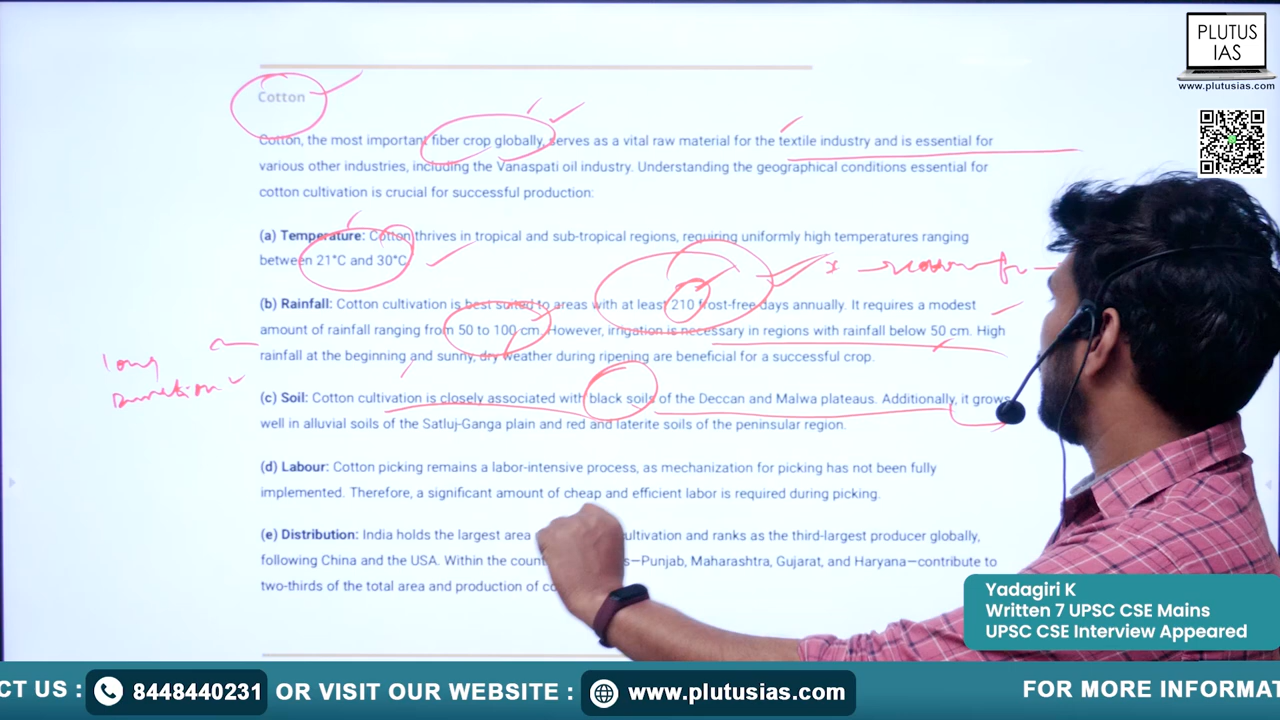 PLUTUS
IAS
www.plutusias.com
Cotton
Cotton, the most important fiber crop globally, serves as a vital raw material for the textile industry and is essential for
various other industries, including the Vanaspati oil industry. Understanding the geographical conditions essential for
cotton cultivation is crucial for successful production:
(a) Temperature: Cotton thrives in tropical and sub-tropical regions, requiring uniformly high temperatures ranging
between 21°C and 30°C.
(b) Rainfall: Cotton cultivation is best suited to areas with at least 210 frost-free days annually. It requires a modest
amount of rainfall ranging from 50 to 100 cm. However, irrigation is necessary in regions with rainfall below 50 cm. High
rainfall at the beginning and sunny, dry weather during ripening are beneficial for a successful crop.
long
Duration
(c) Soil: Cotton cultivation is closely associated with black soils of the Deccan and Malwa plateaus. Additionally, it grows
well in alluvial soils of the Satluj-Ganga plain and red and laterite soils of the peninsular region.
(d) Labour: Cotton picking remains a labor-intensive process, as mechanization for picking has not been fully
implemented. Therefore, a significant amount of cheap and efficient labor is required during picking.
(e) Distribution: India holds the largest area and ranks as the third-largest producer globally,
following China and the USA. Within the —Punjab, Maharashtra, Gujarat, and Haryana—contribute to
two-thirds of the total area and production of
Yadagiri K
Written 7 UPSC CSE Mains
UPSC CSE Interview Appeared
CT US : 8448440231 OR VISIT OUR WEBSITE : www.plutusias.com FOR MORE INFORMAT